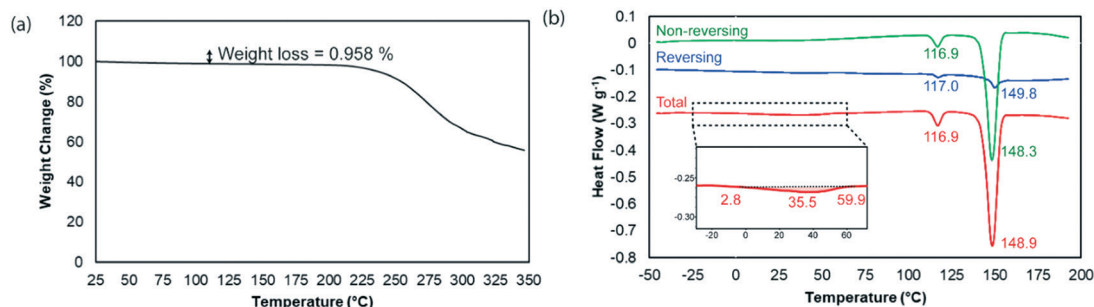 (a)
120
100
80
60
40
20
0
Weight Change (%)
Weight loss = 0.958 %
25 50 75 100 125 150 175 200 225 250 275 300 325 350
Temperature (°C)
(b)
0.1
0
-0.1
-0.2
-0.3
-0.4
-0.5
-0.6
-0.7
-0.8
Heat Flow (W g⁻¹)
Non-reversing
116.9
Reversing
117.0
149.8
Total
116.9
148.3
148.9
-0.25
-0.30
2.8 35.5 59.9
-20 0 20 40 60
-50 -25 0 25 50 75 100 125 150 175 200
Temperature (°C)